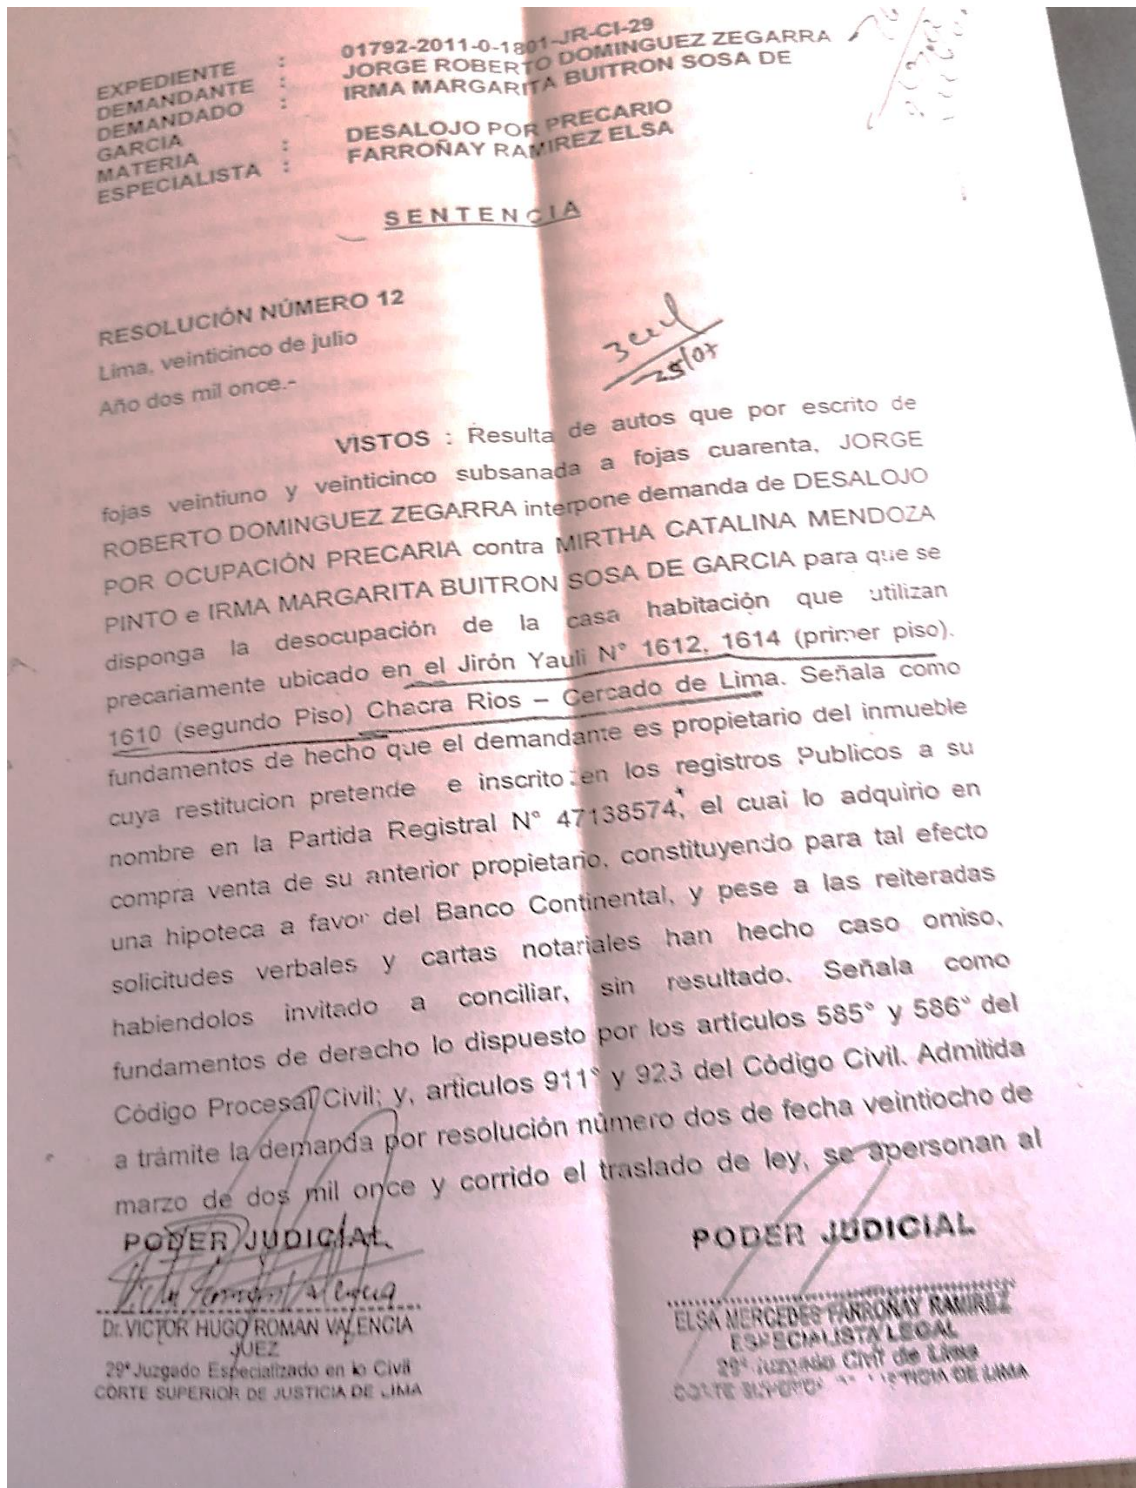 EXPEDIENTE : 01792-2011-0-1801-JR-CI-29
DEMANDANTE : JORGE ROBERTO DOMINGUEZ ZEGARRA
DEMANDADO : IRMA MARGARITA BUITRON SOSA DE
GARCIA
MATERIA : DESALOJO POR PRECARIO
ESPECIALISTA : FARROÑAY RAMIREZ ELSA
SENTENCIA
RESOLUCIÓN NÚMERO 12
Lima, veinticinco de julio
Año dos mil once.-
25/07
VISTOS : Resulta de autos que por escrito de
fojas veintiuno y veinticinco subsanada a fojas cuarenta, JORGE
ROBERTO DOMINGUEZ ZEGARRA interpone demanda de DESALOJO
POR OCUPACIÓN PRECARIA contra MIRTHA CATALINA MENDOZA
PINTO e IRMA MARGARITA BUITRON SOSA DE GARCIA para que se
disponga la desocupación de la casa habitación que utilizan
precariamente ubicado en el Jirón Yauli N° 1612, 1614 (primer piso).
1610 (segundo Piso) Chacra Rios – Cercado de Lima. Señala como
fundamentos de hecho que el demandante es propietario del inmueble
cuya restitucion pretende e inscrito en los registros Publicos a su
nombre en la Partida Registral N° 47138574, el cual lo adquirio en
compra venta de su anterior propietario, constituyendo para tal efecto
una hipoteca a favor del Banco Continental, y pese a las reiteradas
solicitudes verbales y cartas notariales han hecho caso omiso,
habiendolos invitado a conciliar, sin resultado. Señala como
fundamentos de derecho lo dispuesto por los artículos 585° y 586° del
Código Procesal Civil; y, articulos 911° y 923 del Código Civil. Admitida
a trámite la demanda por resolución número dos de fecha veintiocho de
marzo de dos mil once y corrido el traslado de ley, se apersonan al
PODER JUDICIAL
Dr. VICTOR HUGO ROMAN VALENCIA
JUEZ
29° Juzgado Especializado en lo Civil
CORTE SUPERIOR DE JUSTICIA DE LIMA
PODER JUDICIAL
ELSA MERCEDES FARROÑAY RAMIREZ
ESPECIALISTA LEGAL
29° Juzgado Civil de Lima
CORTE SUPERIOR DE JUSTICIA DE LIMA